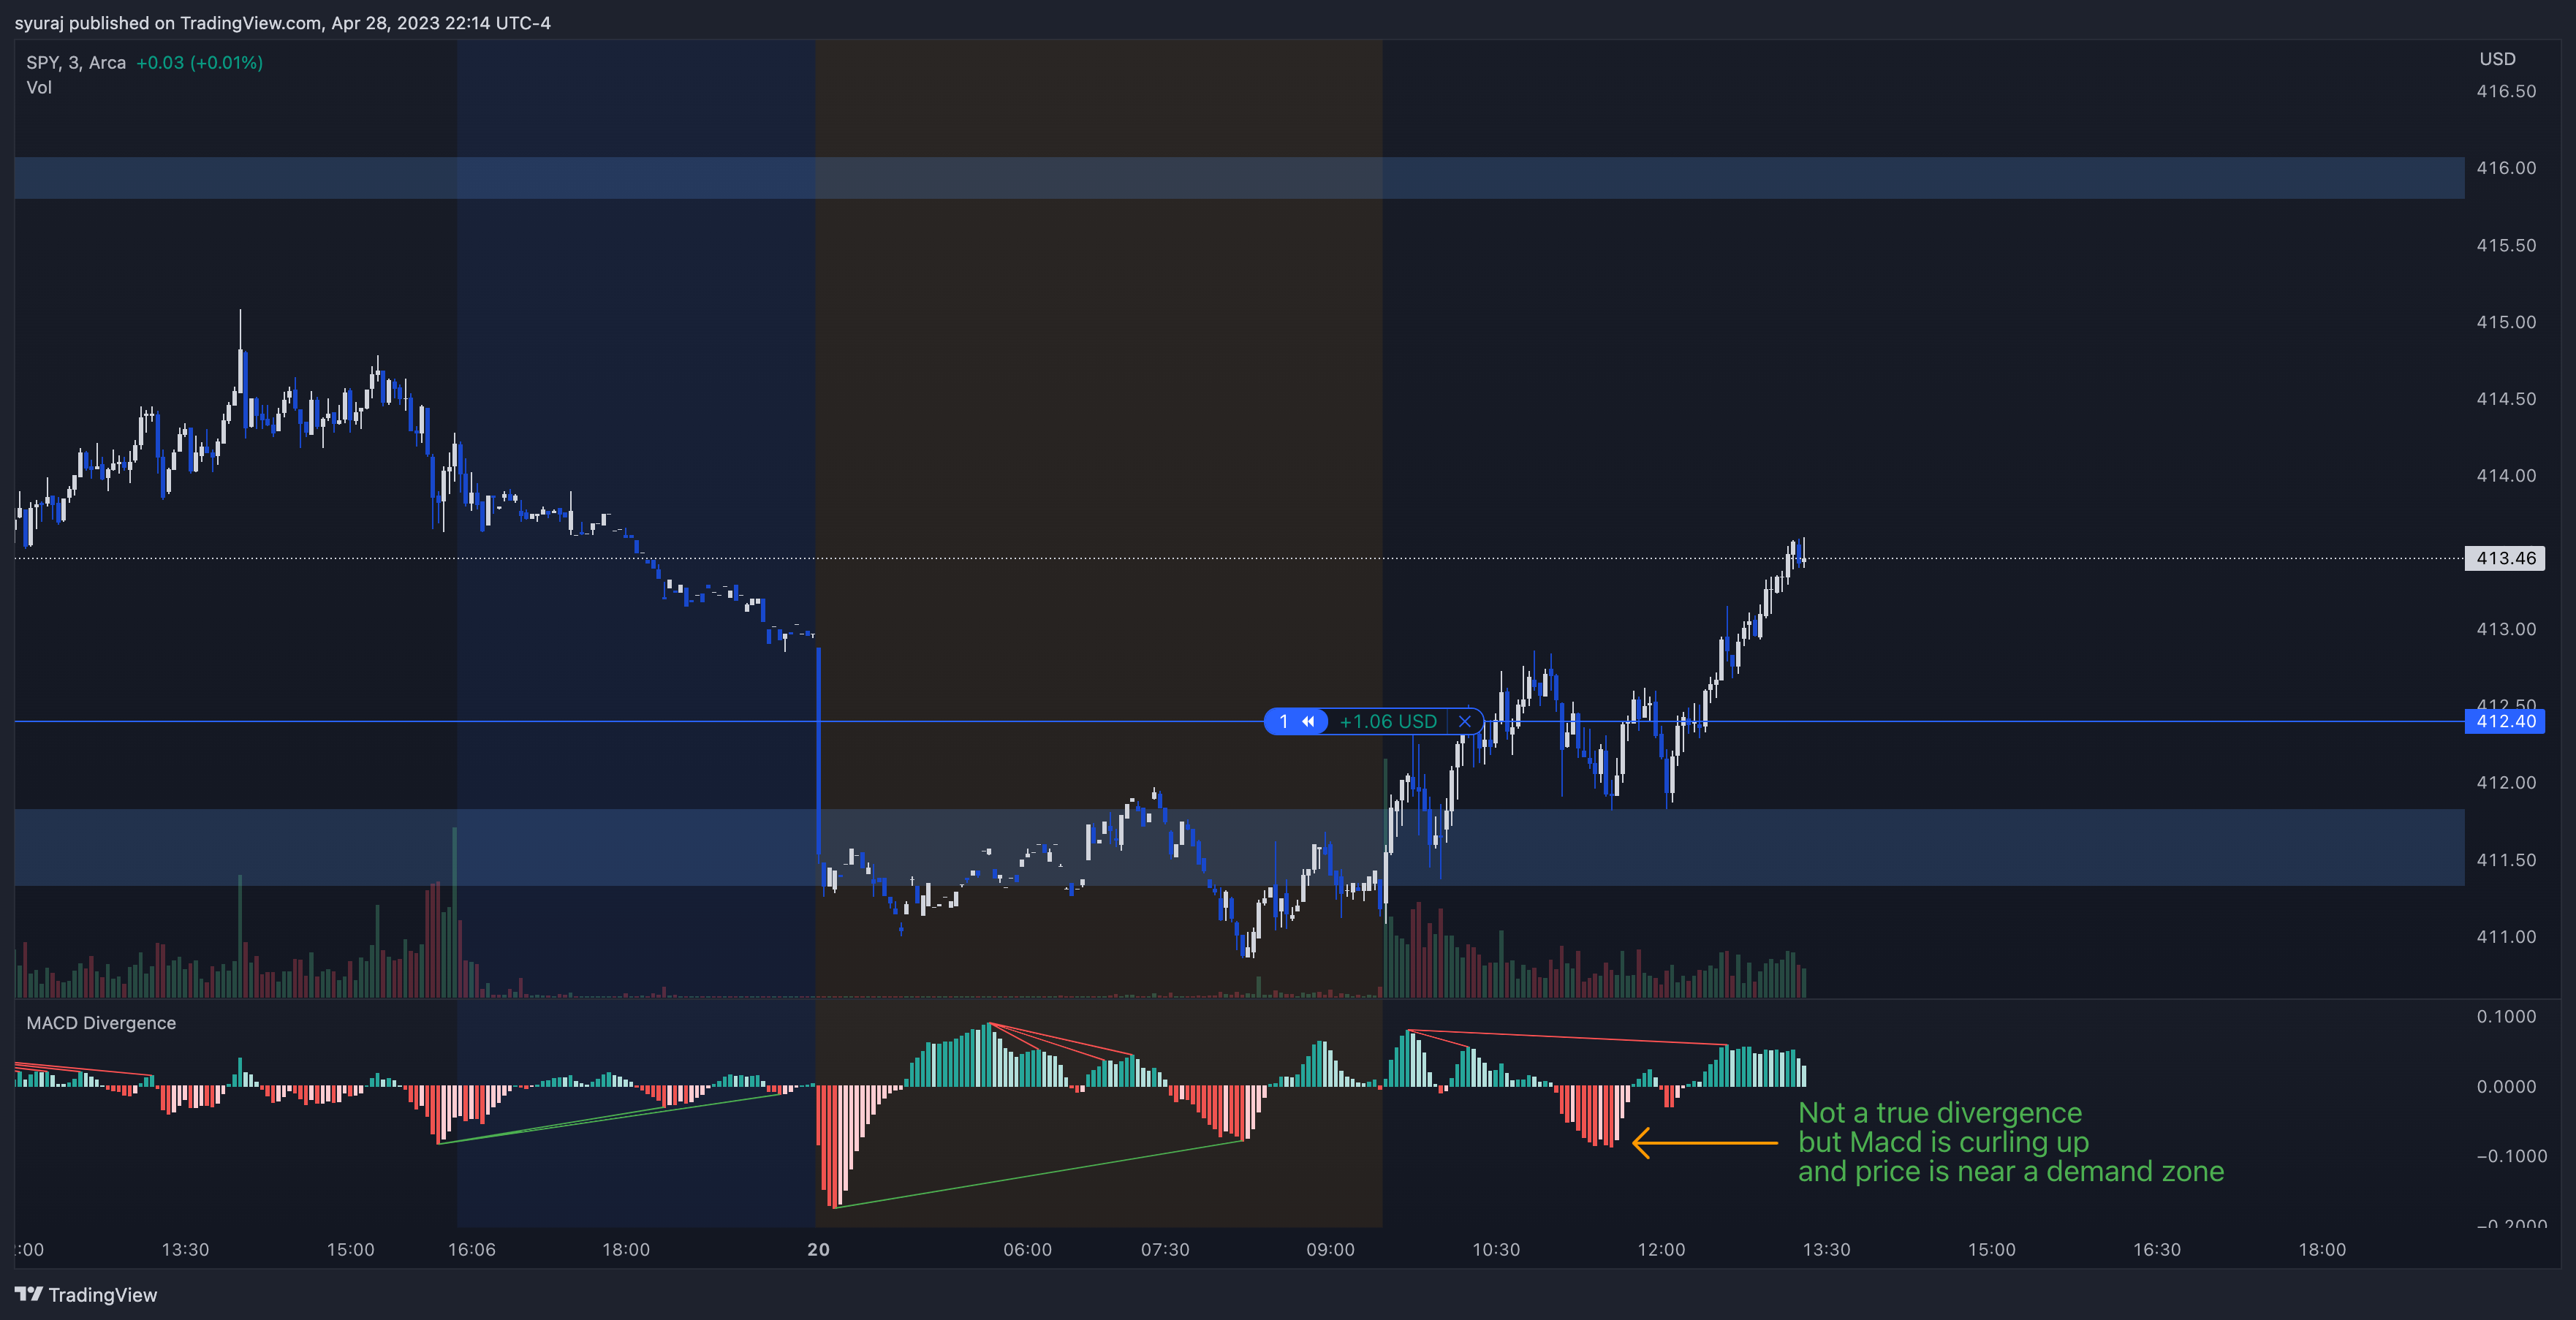 syuraj published on TradingView.com, Apr 28, 2023 22:14 UTC-4
SPY, 3, Arca +0.03 (+0.01%)
Vol
USD
416.50
416.00
415.50
415.00
414.50
414.00
413.46
413.00
412.50
412.40
1 +1.06 USD
412.00
411.50
411.00
MACD Divergence
0.1000
0.0000
−0.1000
−0.2000
Not a true divergence
but Macd is curling up
and price is near a demand zone
:00 13:30 15:00 16:06 18:00 20 06:00 07:30 09:00 10:30 12:00 13:30 15:00 16:30 18:00
TradingView